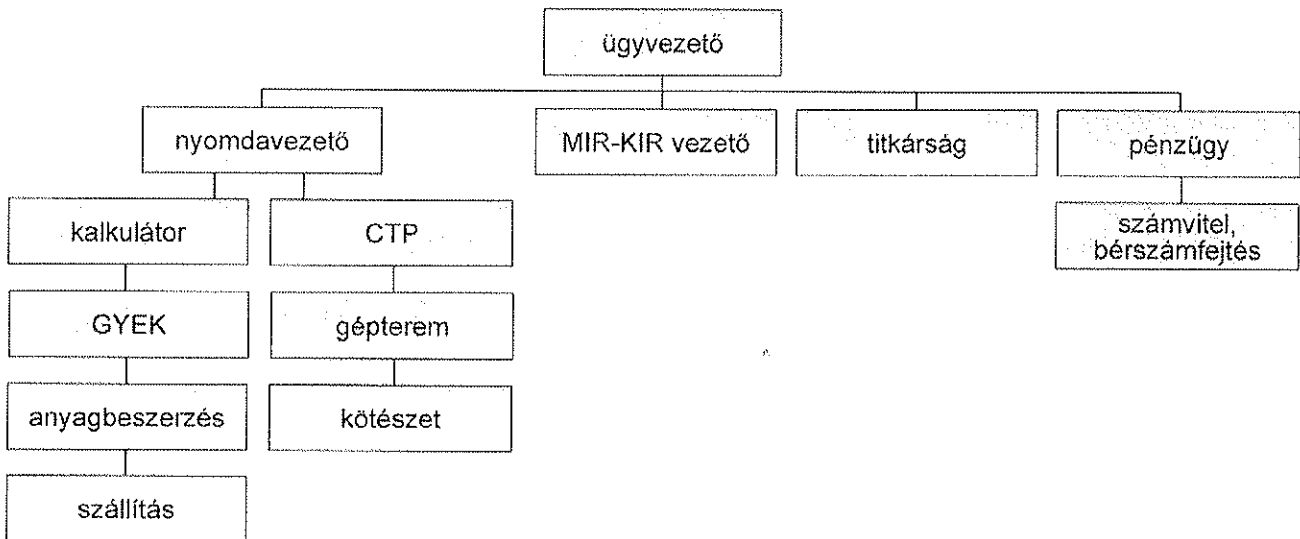 ügyvezető
nyomdavezető
MIR-KIR vezető
titkárság
pénzügy
kalkulátor
CTP
számvitel,
bérszámfejtés
GYEK
gépterem
anyagbeszerzés
kötészet
szállítás